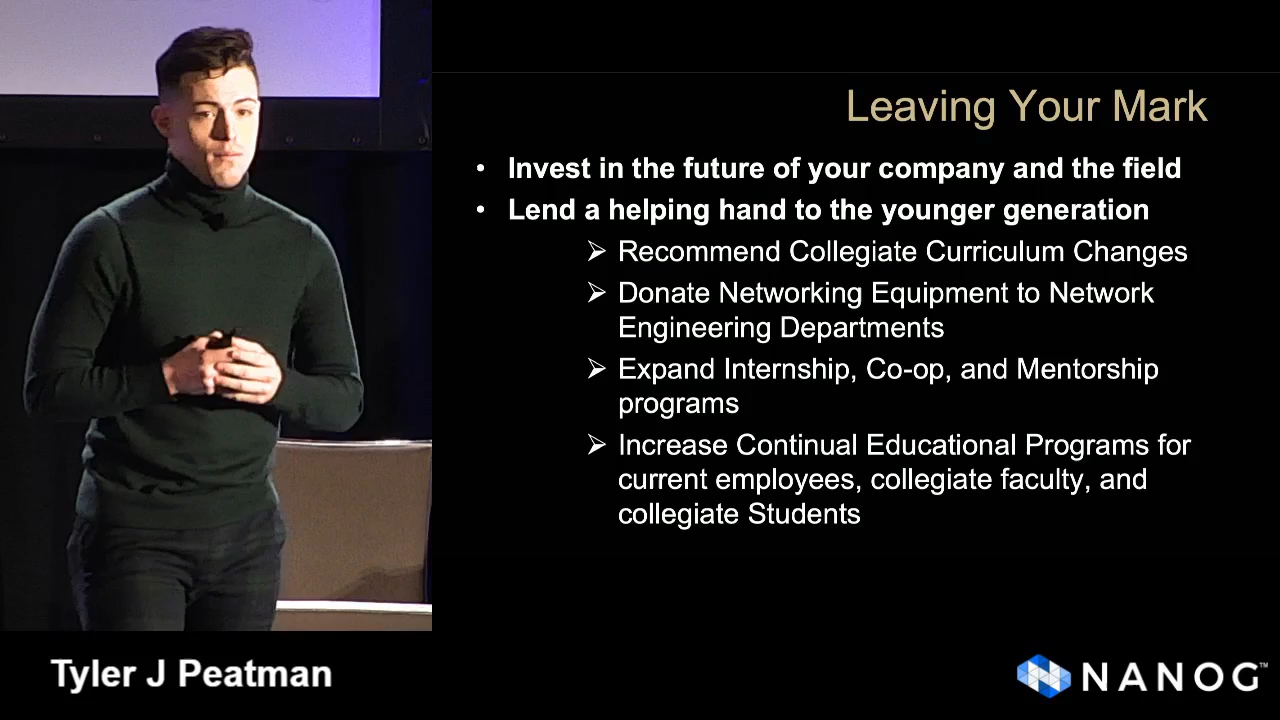 Leaving Your Mark
• Invest in the future of your company and the field
• Lend a helping hand to the younger generation
➢ Recommend Collegiate Curriculum Changes
➢ Donate Networking Equipment to Network
Engineering Departments
➢ Expand Internship, Co-op, and Mentorship
programs
➢ Increase Continual Educational Programs for
current employees, collegiate faculty, and
collegiate Students
Tyler J Peatman
NANOG™